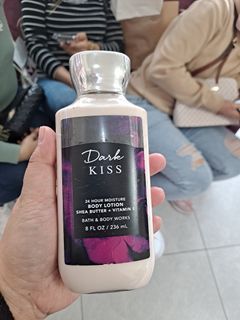 Dark
KISS
24 HOUR MOISTURE
BODY LOTION
SHEA BUTTER + VITAMIN E
BATH & BODY WORKS
8 FL OZ / 236 mL